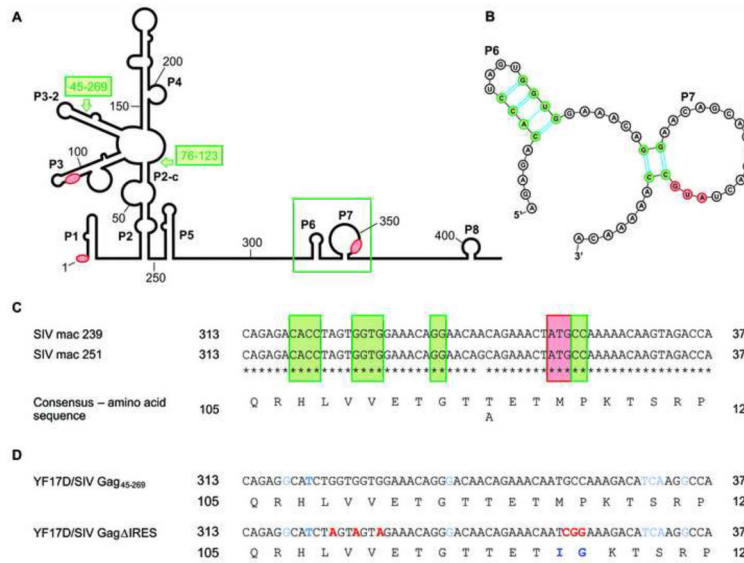 A
B
P4
200
45-269
P3-2
150
100
P3
76-123
P2-c
50
P1
P2
P5
P6
P7
350
P8
1
250
300
400
P6
P7
5'
3'
C
SIV mac 239 313 CAGAGACACCTAGTGGTGGAAACAGGAACAACAGAAACTATGCCAAAAACAAGTAGACCA 37
SIV mac 251 313 CAGAGACACCTAGTGGTGGAAACAGGAACAGCAGAAACTATGCCAAAAACAAGTAGACCA 37
****************************** *****************************
Consensus – amino acid sequence 105 Q R H L V V E T G T T E T M P K T S R P 12
A
D
YF17D/SIV Gag45-269 313 CAGAGGCATCTGGTGGTGGAAACAGGGACAACAGAAACAATGCCAAAGACATCAAGGCCA 37
105 Q R H L V V E T G T T E T M P K T S R P 12
YF17D/SIV GagΔIRES 313 CAGAGGCATCTAGTAGTAGAAACAGGGACAACAGAAACAATCGGAAAGACATCAAGGCCA 37
105 Q R H L V V E T G T T E T I G K T S R P 12